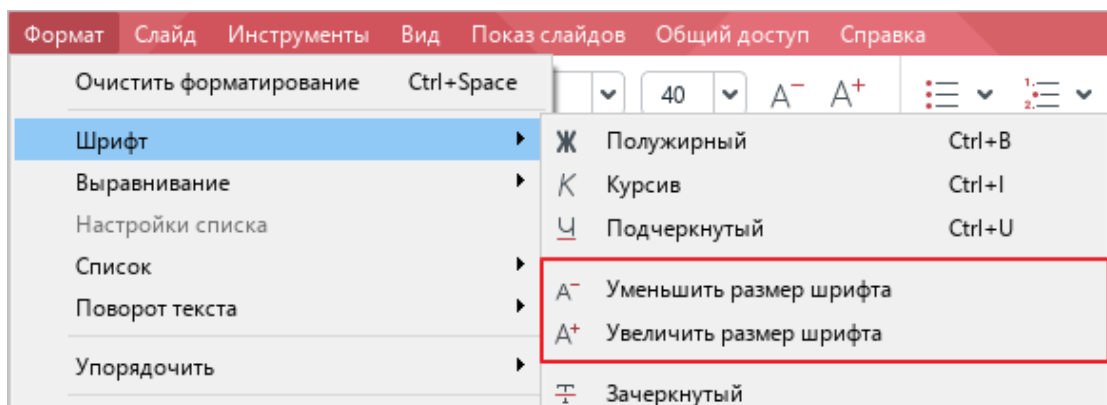 Формат Слайд Инструменты Вид Показ слайдов Общий доступ Справка
Очистить форматирование Ctrl+Space
40 A⁻ A⁺
Шрифт
Ж Полужирный Ctrl+B
Выравнивание
К Курсив Ctrl+I
Настройки списка
Ч Подчеркнутый Ctrl+U
Список
A⁻ Уменьшить размер шрифта
Поворот текста
A⁺ Увеличить размер шрифта
Упорядочить
Т Зачеркнутый